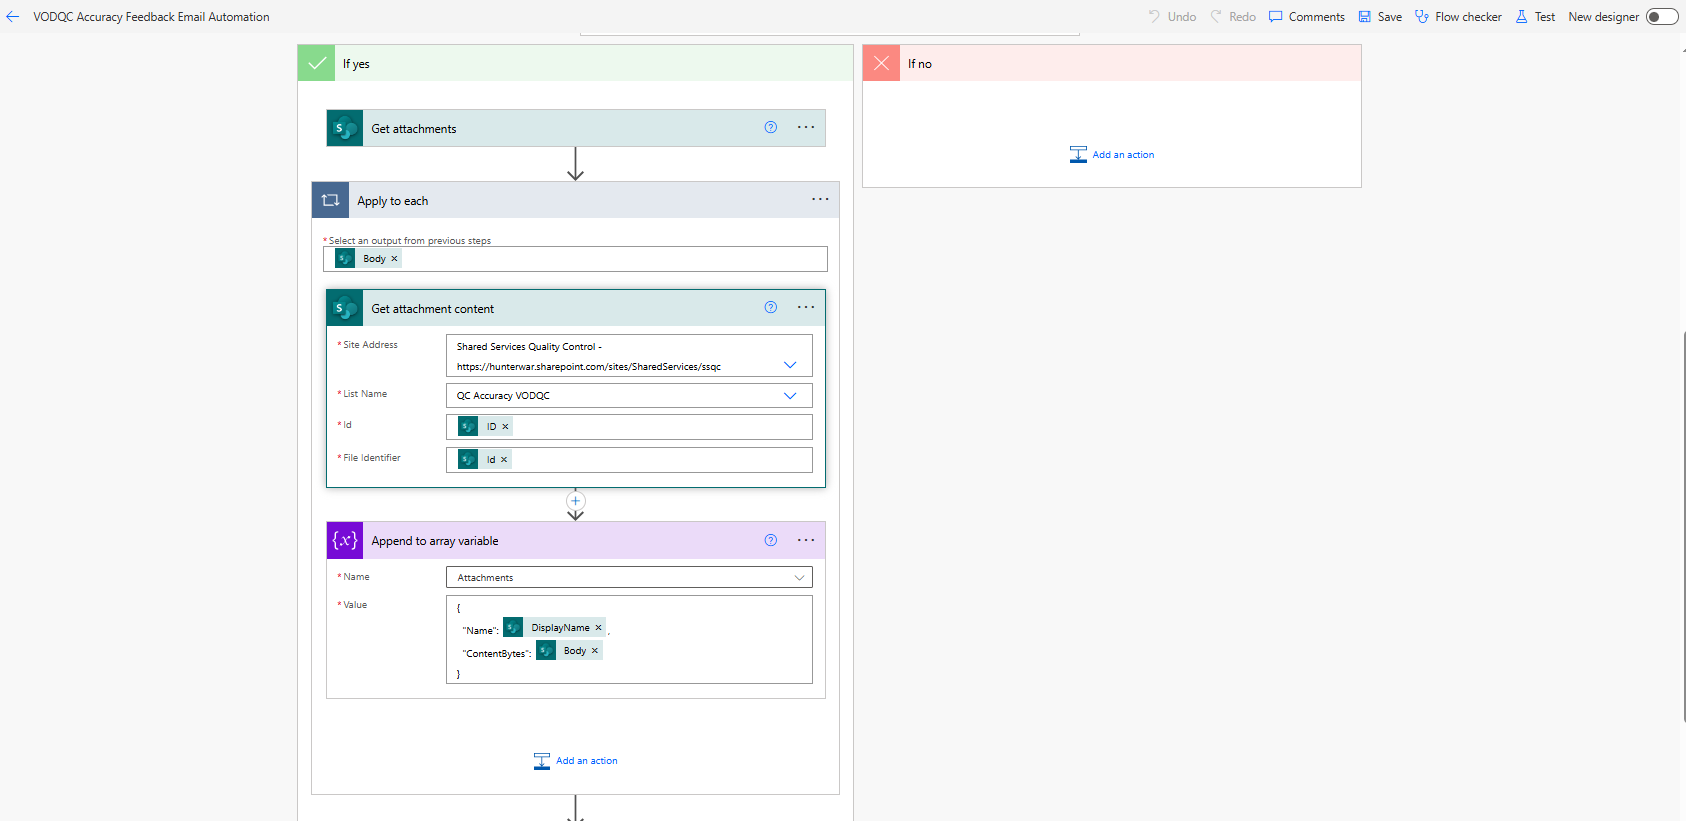 VODQC Accuracy Feedback Email Automation
Undo
Redo
Comments
Save
Flow checker
Test
New designer
If yes
If no
Get attachments
Add an action
Apply to each
* Select an output from previous steps
Body
Get attachment content
* Site Address
Shared Services Quality Control -
https://hunterwar.sharepoint.com/sites/SharedServices/ssqc
* List Name
QC Accuracy VODQC
* Id
ID
* File Identifier
Id
Append to array variable
* Name
Attachments
* Value
{
"Name": DisplayName ,
"ContentBytes": Body
}
Add an action